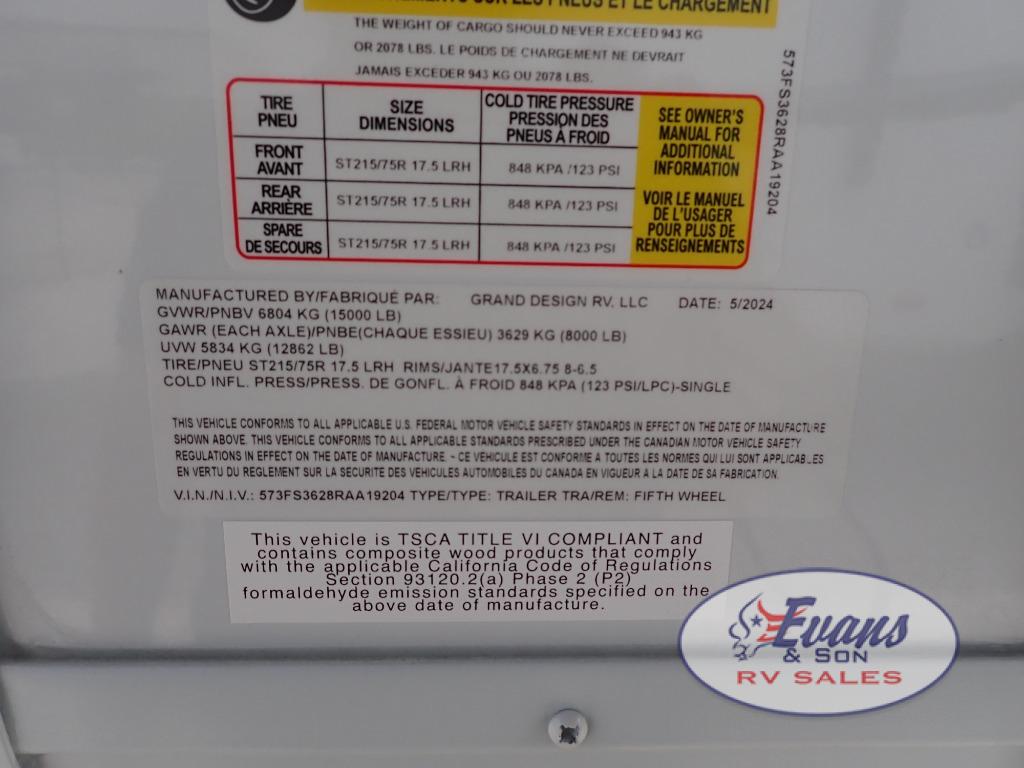 SUR LES PNEUS ET LE CHARGEMENT
THE WEIGHT OF CARGO SHOULD NEVER EXCEED 943 KG
OR 2078 LBS. LE POIDS DE CHARGEMENT NE DEVRAIT
JAMAIS EXCEDER 943 KG OU 2078 LBS.
TIRE PNEU SIZE DIMENSIONS COLD TIRE PRESSURE PRESSION DES PNEUS À FROID
FRONT AVANT ST215/75R 17.5 LRH 848 KPA /123 PSI
REAR ARRIÈRE ST215/75R 17.5 LRH 848 KPA /123 PSI
SPARE DE SECOURS ST215/75R 17.5 LRH 848 KPA /123 PSI
SEE OWNER'S
MANUAL FOR
ADDITIONAL
INFORMATION
VOIR LE MANUEL
DE L'USAGER
POUR PLUS DE
RENSEIGNEMENTS
573FS3628RAA19204
MANUFACTURED BY/FABRIQUÉ PAR: GRAND DESIGN RV, LLC DATE: 5/2024
GVWR/PNBV 6804 KG (15000 LB)
GAWR (EACH AXLE)/PNBE(CHAQUE ESSIEU) 3629 KG (8000 LB)
UVW 5834 KG (12862 LB)
TIRE/PNEU ST215/75R 17.5 LRH RIMS/JANTE17.5X6.75 8-6.5
COLD INFL. PRESS/PRESS. DE GONFL. À FROID 848 KPA (123 PSI/LPC)-SINGLE
THIS VEHICLE CONFORMS TO ALL APPLICABLE U.S. FEDERAL MOTOR VEHICLE SAFETY STANDARDS IN EFFECT ON THE DATE OF MANUFACTURE
SHOWN ABOVE. THIS VEHICLE CONFORMS TO ALL APPLICABLE STANDARDS PRESCRIBED UNDER THE CANADIAN MOTOR VEHICLE SAFETY
REGULATIONS IN EFFECT ON THE DATE OF MANUFACTURE. - CE VEHICULE EST CONFORME A TOUTES LES NORMES QUI LUI SONT APPLICABLES
EN VERTU DU REGLEMENT SUR LA SECURITE DES VEHICULES AUTOMOBILES DU CANADA EN VIGUEUR A LA DATE DE SA FABRICATION.
V.I.N./N.I.V.: 573FS3628RAA19204 TYPE/TYPE: TRAILER TRA/REM: FIFTH WHEEL
This vehicle is TSCA TITLE VI COMPLIANT and
contains composite wood products that comply
with the applicable California Code of Regulations
Section 93120.2(a) Phase 2 (P2)
formaldehyde emission standards specified on the
above date of manufacture.
Evans
& SON
RV SALES